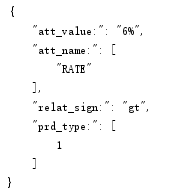 {
"att_value:": "6%",
"att_name:": [
"RATE"
],
"relat_sign:": "gt",
"prd_type:": [
1
]
}